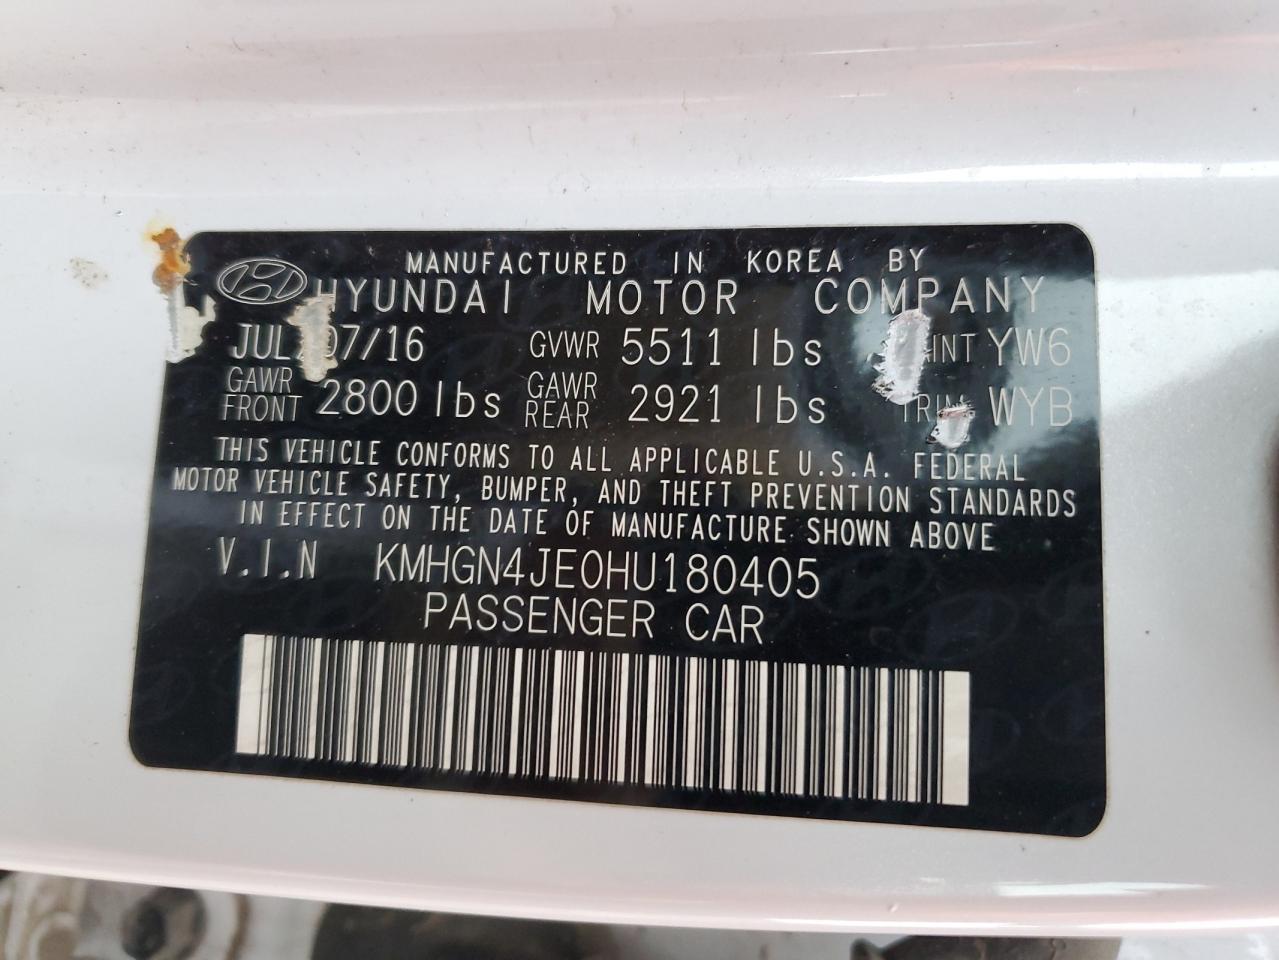 MANUFACTURED IN KOREA BY
HYUNDAI MOTOR COMPANY
JUL 07/16 GVWR 5511 lbs YW6
GAWR FRONT 2800 lbs GAWR REAR 2921 lbs WYB
THIS VEHICLE CONFORMS TO ALL APPLICABLE U.S.A. FEDERAL
MOTOR VEHICLE SAFETY, BUMPER, AND THEFT PREVENTION STANDARDS
IN EFFECT ON THE DATE OF MANUFACTURE SHOWN ABOVE
V.I.N KMHGN4JE0HU180405
PASSENGER CAR